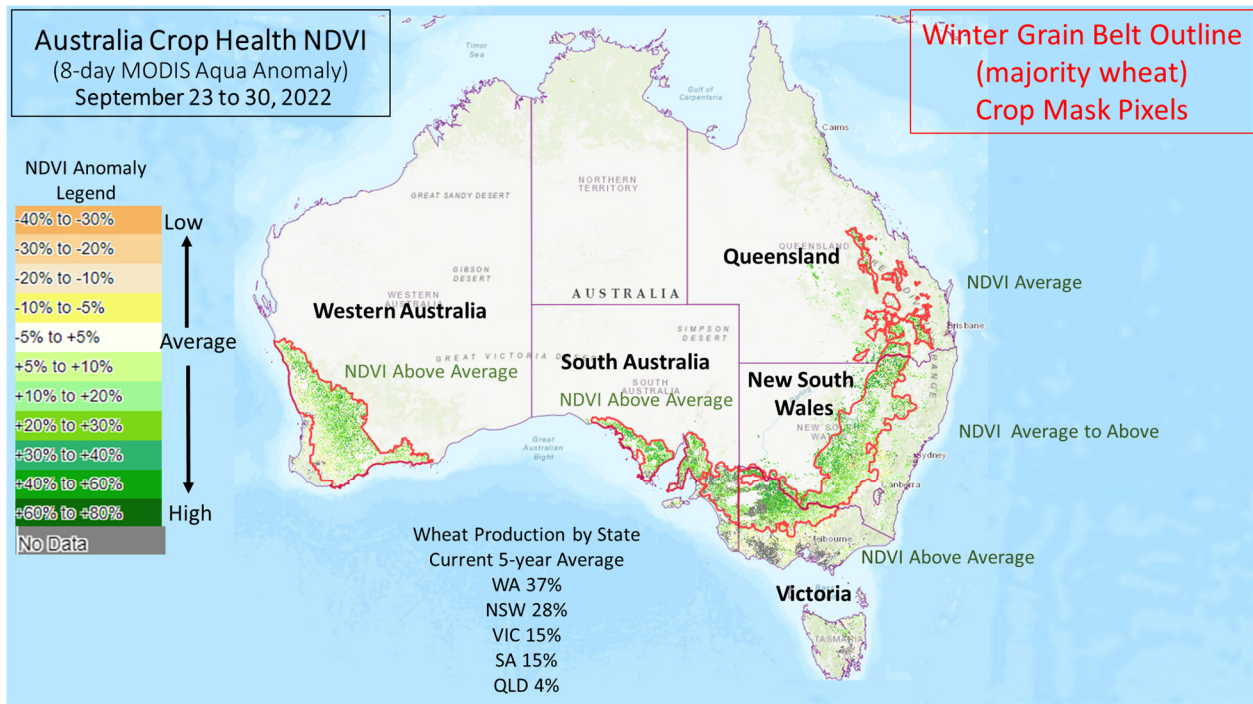 Australia Crop Health NDVI
(8-day MODIS Aqua Anomaly)
September 23 to 30, 2022
Winter Grain Belt Outline
(majority wheat)
Crop Mask Pixels
NDVI Anomaly
Legend
-40% to -30%
-30% to -20%
-20% to -10%
-10% to -5%
-5% to +5%
+5% to +10%
+10% to +20%
+20% to +30%
+30% to +40%
+40% to +60%
+60% to +80%
No Data
Low
Average
High
Timor
Sea
Gulf of
Carpentaria
Cairns
NORTHERN
TERRITORY
GREAT SANDY DESERT
QUEENSLAND
Queensland
GIBSON
DESERT
NDVI Average
AUSTRALIA
WESTERN
AUSTRALIA
Western Australia
SIMPSON
DESERT
Brisbane
GREAT VICTORIA DESERT
South Australia
SOUTH
AUSTRALIA
NDVI Above Average
NDVI Above Average
New South
Wales
NEW SOUTH
WALES
RANGE
NDVI Average to Above
Great
Australian
Bight
Sydney
Canberra
Melbourne
NDVI Above Average
Victoria
TASMANIA
Wheat Production by State
Current 5-year Average
WA 37%
NSW 28%
VIC 15%
SA 15%
QLD 4%